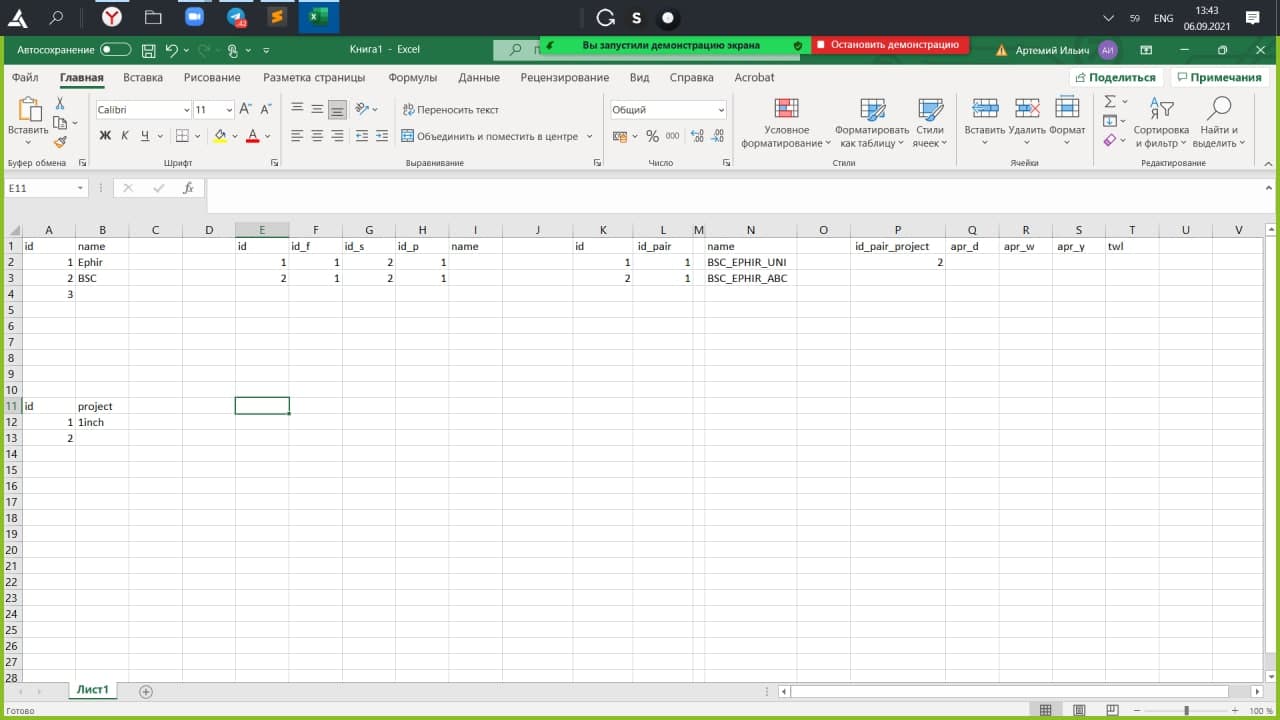 13:43
59 ENG
06.09.2021
42
Автосохранение
Книга1 - Excel
Вы запустили демонстрацию экрана
Остановить демонстрацию
Артемий Ильич АИ
Файл Главная Вставка Рисование Разметка страницы Формулы Данные Рецензирование Вид Справка Acrobat
Поделиться Примечания
Вставить
Calibri 11
Ж К Ч
Переносить текст
Объединить и поместить в центре
Общий
% 000
Условное форматирование
Форматировать как таблицу
Стили ячеек
Вставить Удалить Формат
Сортировка и фильтр
Найти и выделить
Буфер обмена Шрифт Выравнивание Число Стили Ячейки Редактирование
E11 fx
A B C D E F G H I J K L M N O P Q R S T U V
1 id name id id_f id_s id_p name id id_pair name id_pair_project apr_d apr_w apr_y twl
2 1 Ephir 1 1 2 1 1 1 BSC_EPHIR_UNI 2
3 2 BSC 2 1 2 1 2 1 BSC_EPHIR_ABC
4 3
5
6
7
8
9
10
11 id project
12 1 1inch
13 2
14
15
16
17
18
19
20
21
22
23
24
25
26
27
28
Лист1
Готово
100 %